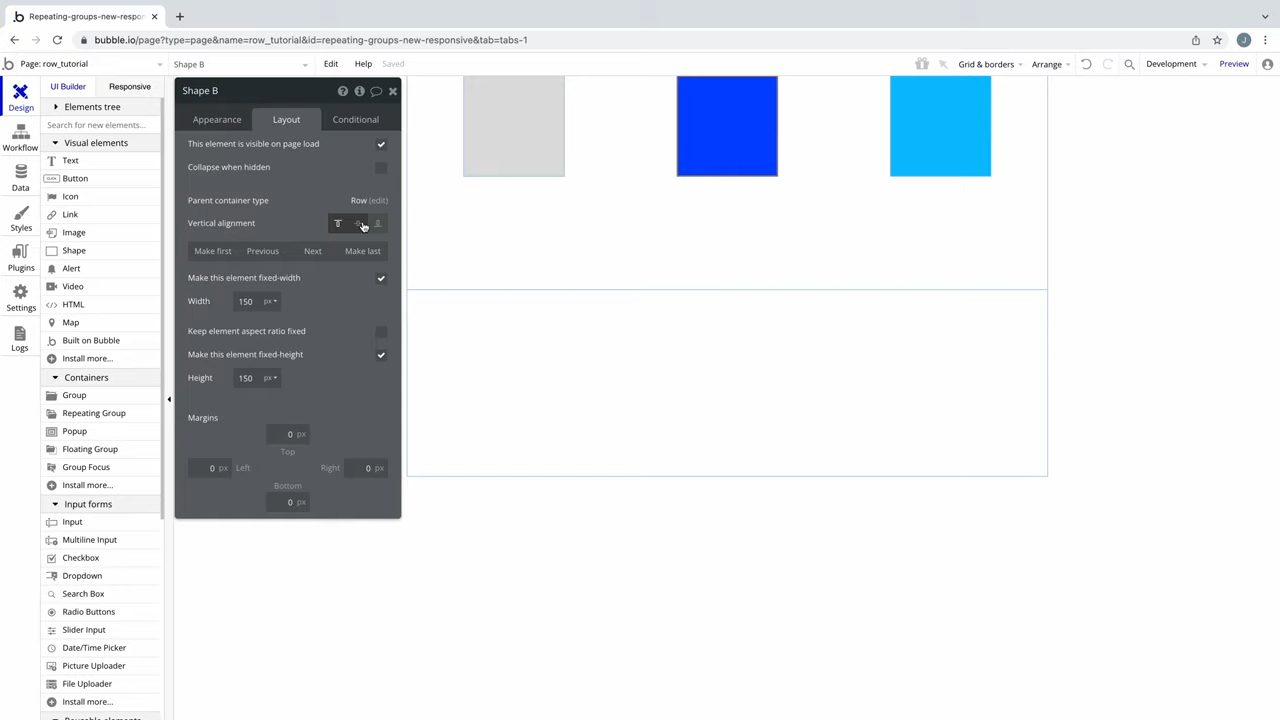 Repeating-groups-new-respon
bubble.io/page?type=page&name=row_tutorial&id=repeating-groups-new-responsive&tab=tabs-1
J
Page: row_tutorial
Shape B
Edit
Help
Saved
Grid & borders
Arrange
Development
Preview
Design
Workflow
Data
Styles
Plugins
Settings
Logs
UI Builder
Responsive
Elements tree
Search for new elements...
Visual elements
Text
CLICK
Button
Icon
Link
Image
Shape
Alert
Video
HTML
Map
Built on Bubble
Install more...
Containers
Group
Repeating Group
Popup
Floating Group
Group Focus
Install more...
Input forms
Input
Multiline Input
Checkbox
Dropdown
Search Box
Radio Buttons
Slider Input
Date/Time Picker
Picture Uploader
File Uploader
Install more...
Reusable elements
Shape B
Appearance
Layout
Conditional
This element is visible on page load
Collapse when hidden
Parent container type Row (edit)
Vertical alignment
Make first Previous Next Make last
Make this element fixed-width
Width 150 px
Keep element aspect ratio fixed
Make this element fixed-height
Height 150 px
Margins
0 px
Top
0 px Left Right 0 px
Bottom
0 px